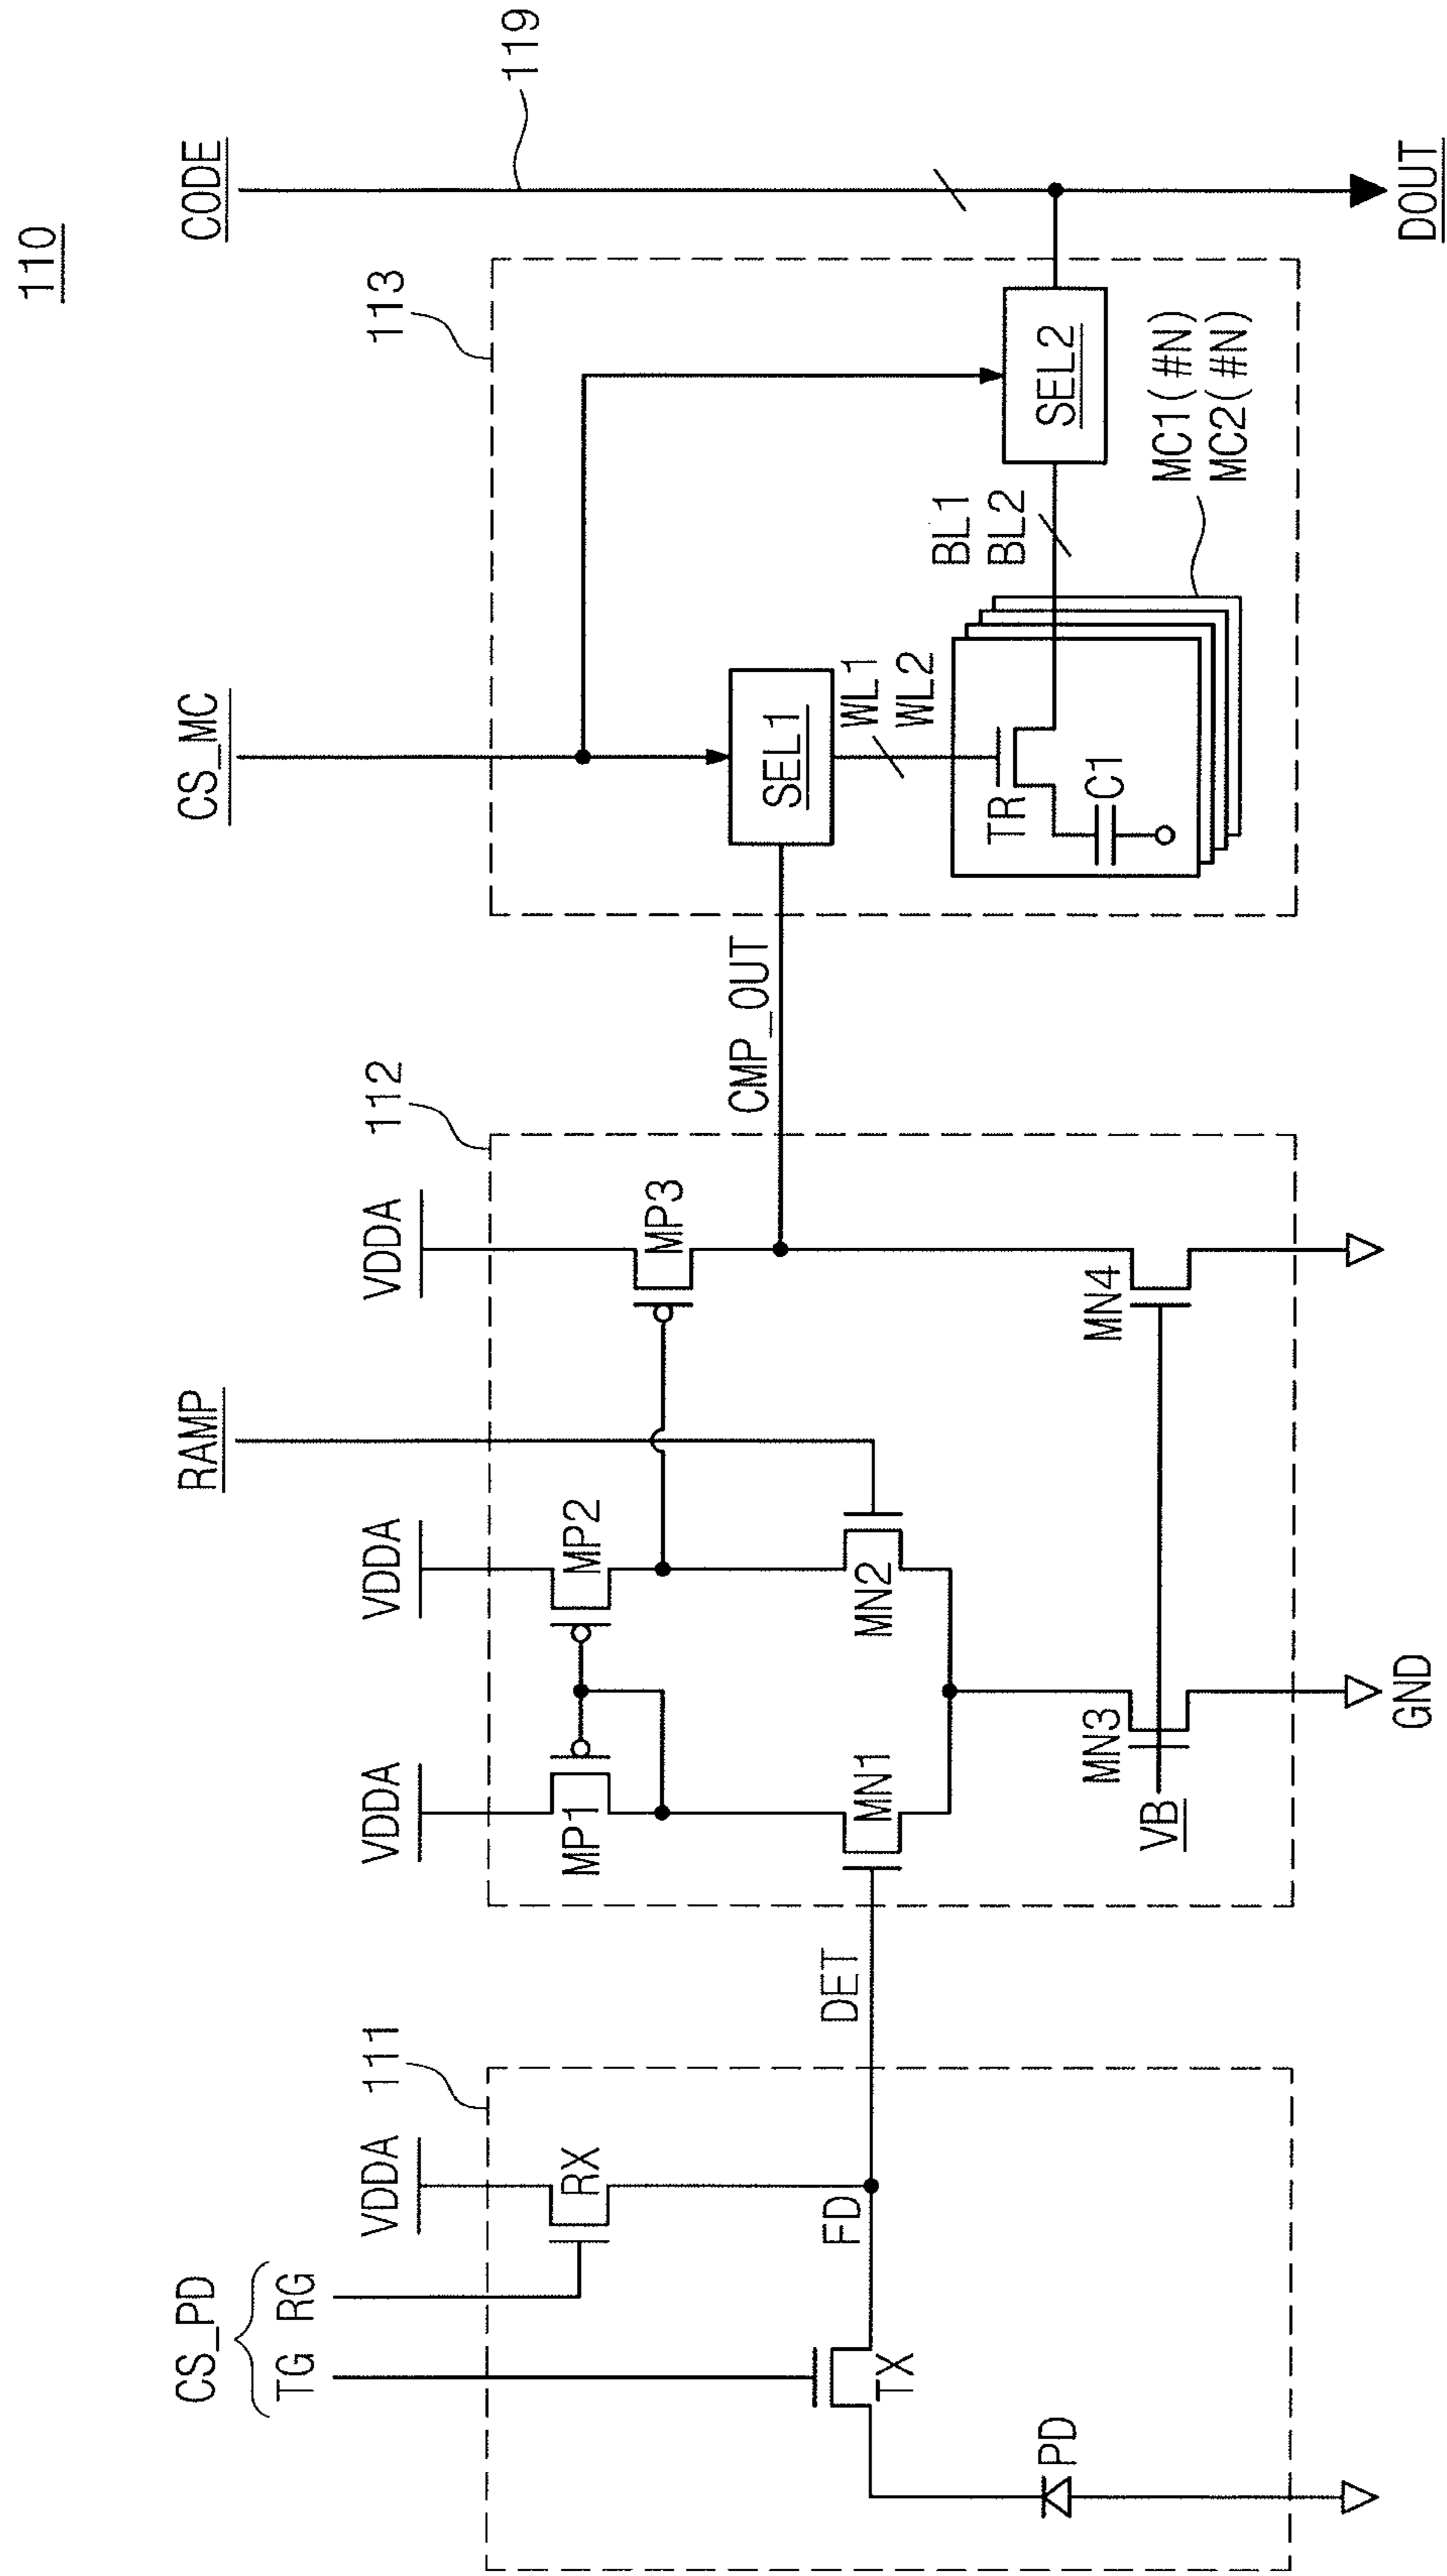 110
CS_PD
TG
RG
VDDA
111
RX
FD
TX
PD
DET
VDDA
VDDA
RAMP
VDDA
112
MP1
MP2
MP3
MN1
MN2
VB
MN3
MN4
GND
CMP_OUT
CS_MC
113
SEL1
WL1
WL2
TR
C1
BL1
BL2
SEL2
MC1(#N)
MC2(#N)
CODE
119
DOUT